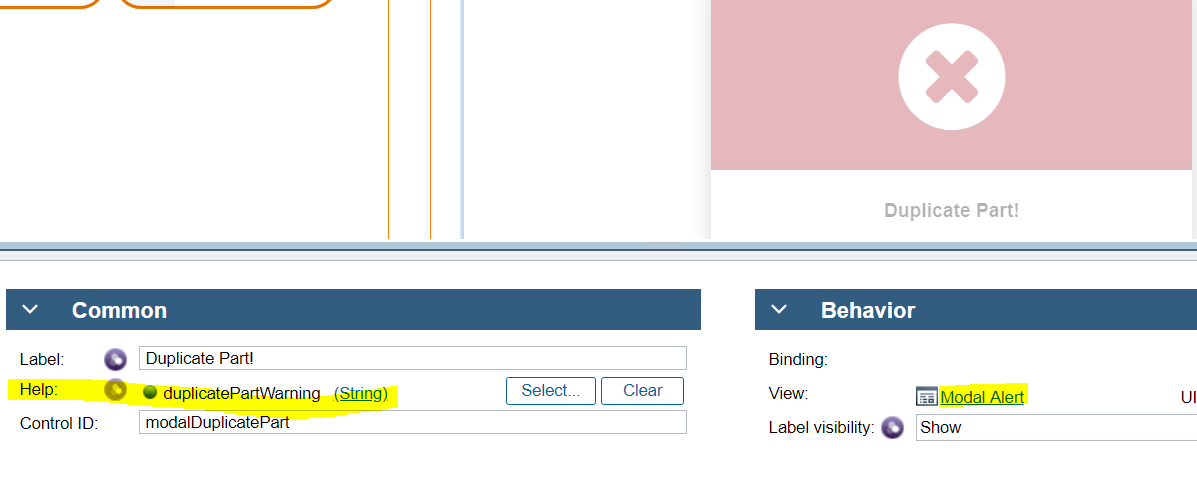 Duplicate Part!
Common
Label: Duplicate Part!
Help: duplicatePartWarning (String) Select... Clear
Control ID: modalDuplicatePart
Behavior
Binding:
View: Modal Alert UI
Label visibility: Show